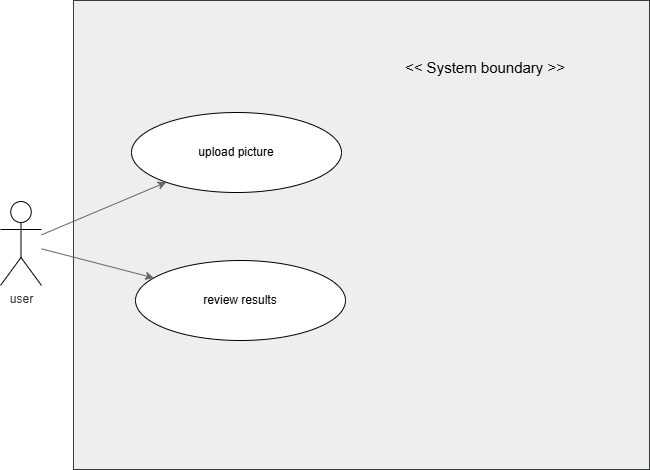 << System boundary >>
upload picture
user
review results